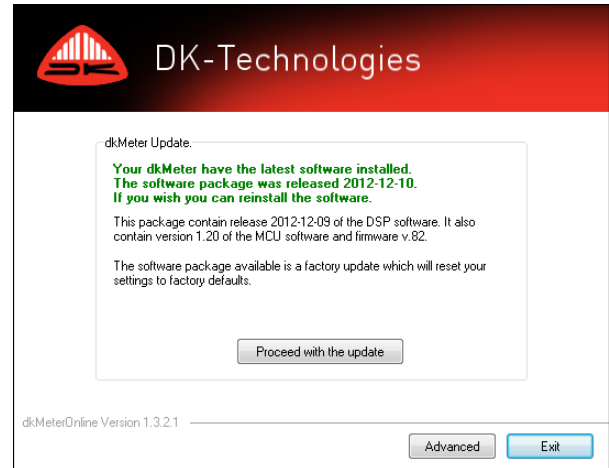 DK
DK-Technologies
dkMeter Update.
Your dkMeter have the latest software installed.
The software package was released 2012-12-10.
If you wish you can reinstall the software.
This package contain release 2012-12-09 of the DSP software. It also
contain version 1.20 of the MCU software and firmware v.82.
The software package available is a factory update which will reset your
settings to factory defaults.
Proceed with the update
dkMeterOnline Version 1.3.2.1
Advanced
Exit